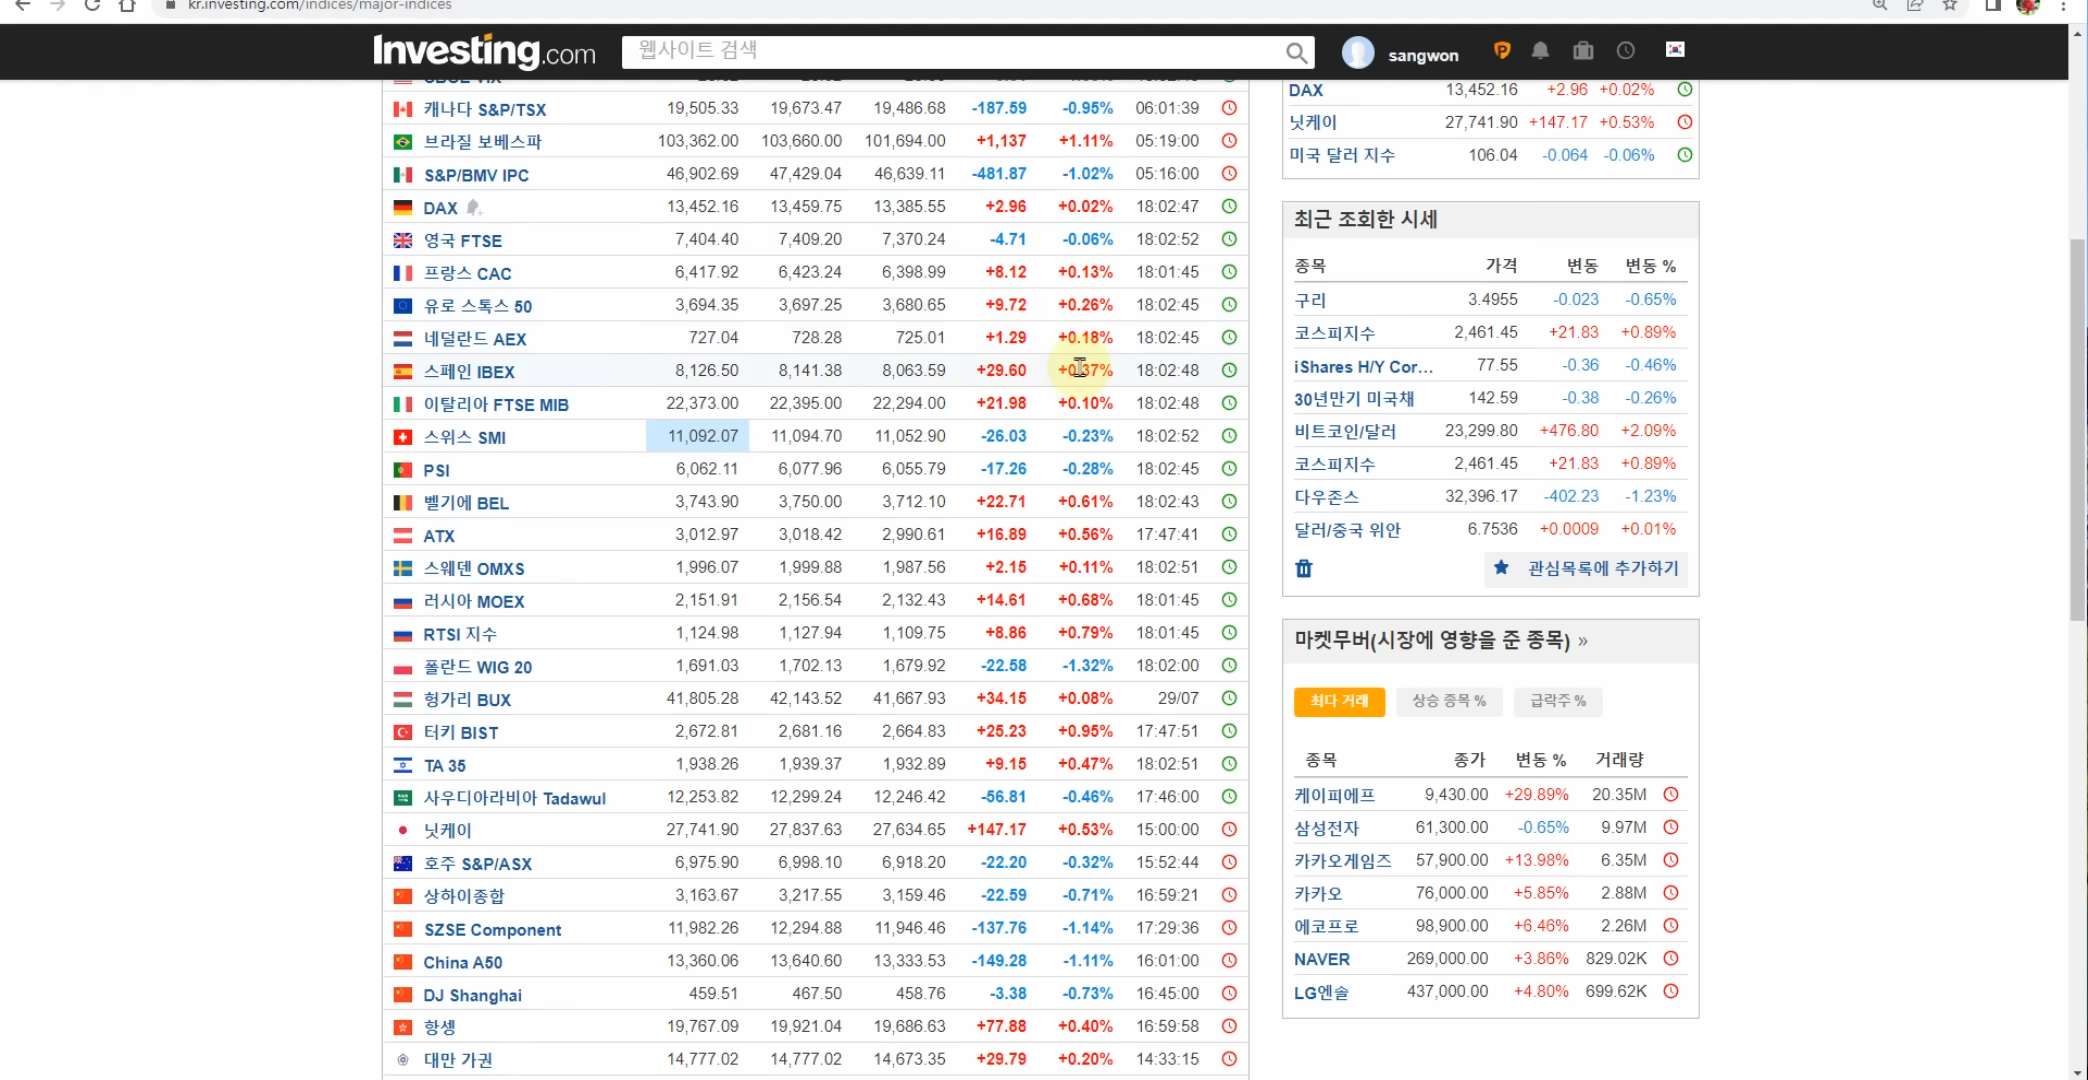 kr.investing.com/indices/major-indices
Investing.com 웹사이트 검색 sangwon
캐나다 S&P/TSX 19,505.33 19,673.47 19,486.68 -187.59 -0.95% 06:01:39
브라질 보베스파 103,362.00 103,660.00 101,694.00 +1,137 +1.11% 05:19:00
S&P/BMV IPC 46,902.69 47,429.04 46,639.11 -481.87 -1.02% 05:16:00
DAX 13,452.16 13,459.75 13,385.55 +2.96 +0.02% 18:02:47
영국 FTSE 7,404.40 7,409.20 7,370.24 -4.71 -0.06% 18:02:52
프랑스 CAC 6,417.92 6,423.24 6,398.99 +8.12 +0.13% 18:01:45
유로 스톡스 50 3,694.35 3,697.25 3,680.65 +9.72 +0.26% 18:02:45
네덜란드 AEX 727.04 728.28 725.01 +1.29 +0.18% 18:02:45
스페인 IBEX 8,126.50 8,141.38 8,063.59 +29.60 +0.37% 18:02:48
이탈리아 FTSE MIB 22,373.00 22,395.00 22,294.00 +21.98 +0.10% 18:02:48
스위스 SMI 11,092.07 11,094.70 11,052.90 -26.03 -0.23% 18:02:52
PSI 6,062.11 6,077.96 6,055.79 -17.26 -0.28% 18:02:45
벨기에 BEL 3,743.90 3,750.00 3,712.10 +22.71 +0.61% 18:02:43
ATX 3,012.97 3,018.42 2,990.61 +16.89 +0.56% 17:47:41
스웨덴 OMXS 1,996.07 1,999.88 1,987.56 +2.15 +0.11% 18:02:51
러시아 MOEX 2,151.91 2,156.54 2,132.43 +14.61 +0.68% 18:01:45
RTSI 지수 1,124.98 1,127.94 1,109.75 +8.86 +0.79% 18:01:45
폴란드 WIG 20 1,691.03 1,702.13 1,679.92 -22.58 -1.32% 18:02:00
헝가리 BUX 41,805.28 42,143.52 41,667.93 +34.15 +0.08% 29/07
터키 BIST 2,672.81 2,681.16 2,664.83 +25.23 +0.95% 17:47:51
TA 35 1,938.26 1,939.37 1,932.89 +9.15 +0.47% 18:02:51
사우디아라비아 Tadawul 12,253.82 12,299.24 12,246.42 -56.81 -0.46% 17:46:00
닛케이 27,741.90 27,837.63 27,634.65 +147.17 +0.53% 15:00:00
호주 S&P/ASX 6,975.90 6,998.10 6,918.20 -22.20 -0.32% 15:52:44
상하이종합 3,163.67 3,217.55 3,159.46 -22.59 -0.71% 16:59:21
SZSE Component 11,982.26 12,294.88 11,946.46 -137.76 -1.14% 17:29:36
China A50 13,360.06 13,640.60 13,333.53 -149.28 -1.11% 16:01:00
DJ Shanghai 459.51 467.50 458.76 -3.38 -0.73% 16:45:00
항셍 19,767.09 19,921.04 19,686.63 +77.88 +0.40% 16:59:58
대만 가권 14,777.02 14,777.02 14,673.35 +29.79 +0.20% 14:33:15
DAX 13,452.16 +2.96 +0.02%
닛케이 27,741.90 +147.17 +0.53%
미국 달러 지수 106.04 -0.064 -0.06%
최근 조회한 시세
종목 가격 변동 변동 %
구리 3.4955 -0.023 -0.65%
코스피지수 2,461.45 +21.83 +0.89%
iShares H/Y Cor... 77.55 -0.36 -0.46%
30년만기 미국채 142.59 -0.38 -0.26%
비트코인/달러 23,299.80 +476.80 +2.09%
코스피지수 2,461.45 +21.83 +0.89%
다우존스 32,396.17 -402.23 -1.23%
달러/중국 위안 6.7536 +0.0009 +0.01%
관심목록에 추가하기
마켓무버(시장에 영향을 준 종목) »
최다 거래 상승 종목 % 급락주 %
종목 종가 변동 % 거래량
케이피에프 9,430.00 +29.89% 20.35M
삼성전자 61,300.00 -0.65% 9.97M
카카오게임즈 57,900.00 +13.98% 6.35M
카카오 76,000.00 +5.85% 2.88M
에코프로 98,900.00 +6.46% 2.26M
NAVER 269,000.00 +3.86% 829.02K
LG엔솔 437,000.00 +4.80% 699.62K